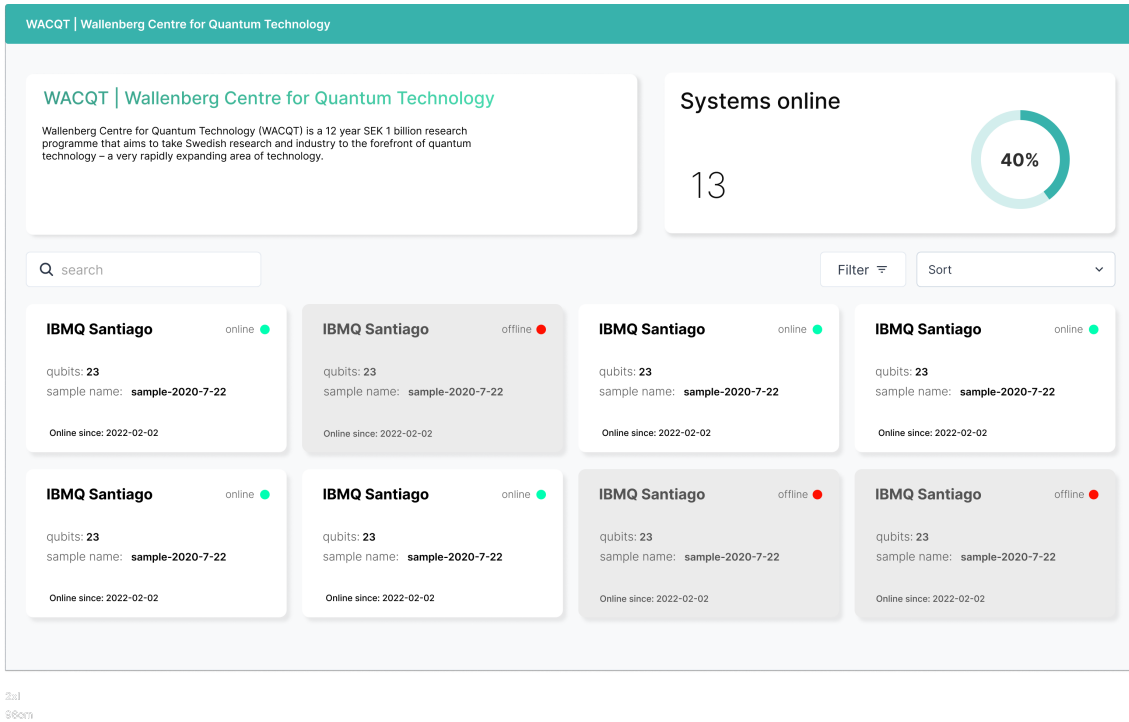 WACQT | Wallenberg Centre for Quantum Technology
WACQT | Wallenberg Centre for Quantum Technology
Wallenberg Centre for Quantum Technology (WACQT) is a 12 year SEK 1 billion research
programme that aims to take Swedish research and industry to the forefront of quantum
technology – a very rapidly expanding area of technology.
Systems online
13
40%
search
Filter
Sort
IBMQ Santiago online
qubits: 23
sample name: sample-2020-7-22
Online since: 2022-02-02
IBMQ Santiago offline
qubits: 23
sample name: sample-2020-7-22
Online since: 2022-02-02
IBMQ Santiago online
qubits: 23
sample name: sample-2020-7-22
Online since: 2022-02-02
IBMQ Santiago online
qubits: 23
sample name: sample-2020-7-22
Online since: 2022-02-02
IBMQ Santiago online
qubits: 23
sample name: sample-2020-7-22
Online since: 2022-02-02
IBMQ Santiago online
qubits: 23
sample name: sample-2020-7-22
Online since: 2022-02-02
IBMQ Santiago offline
qubits: 23
sample name: sample-2020-7-22
Online since: 2022-02-02
IBMQ Santiago offline
qubits: 23
sample name: sample-2020-7-22
Online since: 2022-02-02